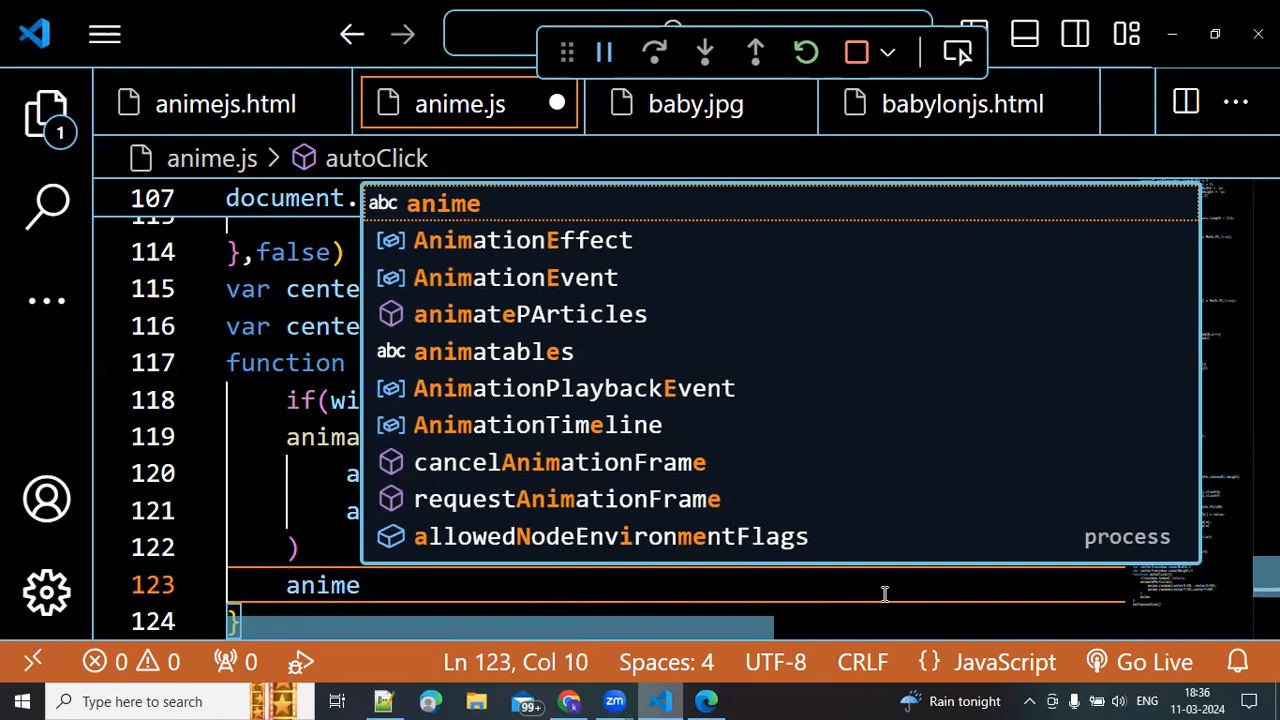 animejs.html
anime.js
baby.jpg
babylonjs.html
1
anime.js > autoClick
107 document.
114 },false)
115 var cente
116 var cente
117 function
118 if(wi
119 anima
120 a
121 a
122 )
123 anime
124 }
abc anime
AnimationEffect
AnimationEvent
animatePArticles
abc animatables
AnimationPlaybackEvent
AnimationTimeline
cancelAnimationFrame
requestAnimationFrame
allowedNodeEnvironmentFlags process
0 0 0 Ln 123, Col 10 Spaces: 4 UTF-8 CRLF {} JavaScript Go Live
Type here to search
99+
zm
Rain tonight
ENG
18:36
11-03-2024